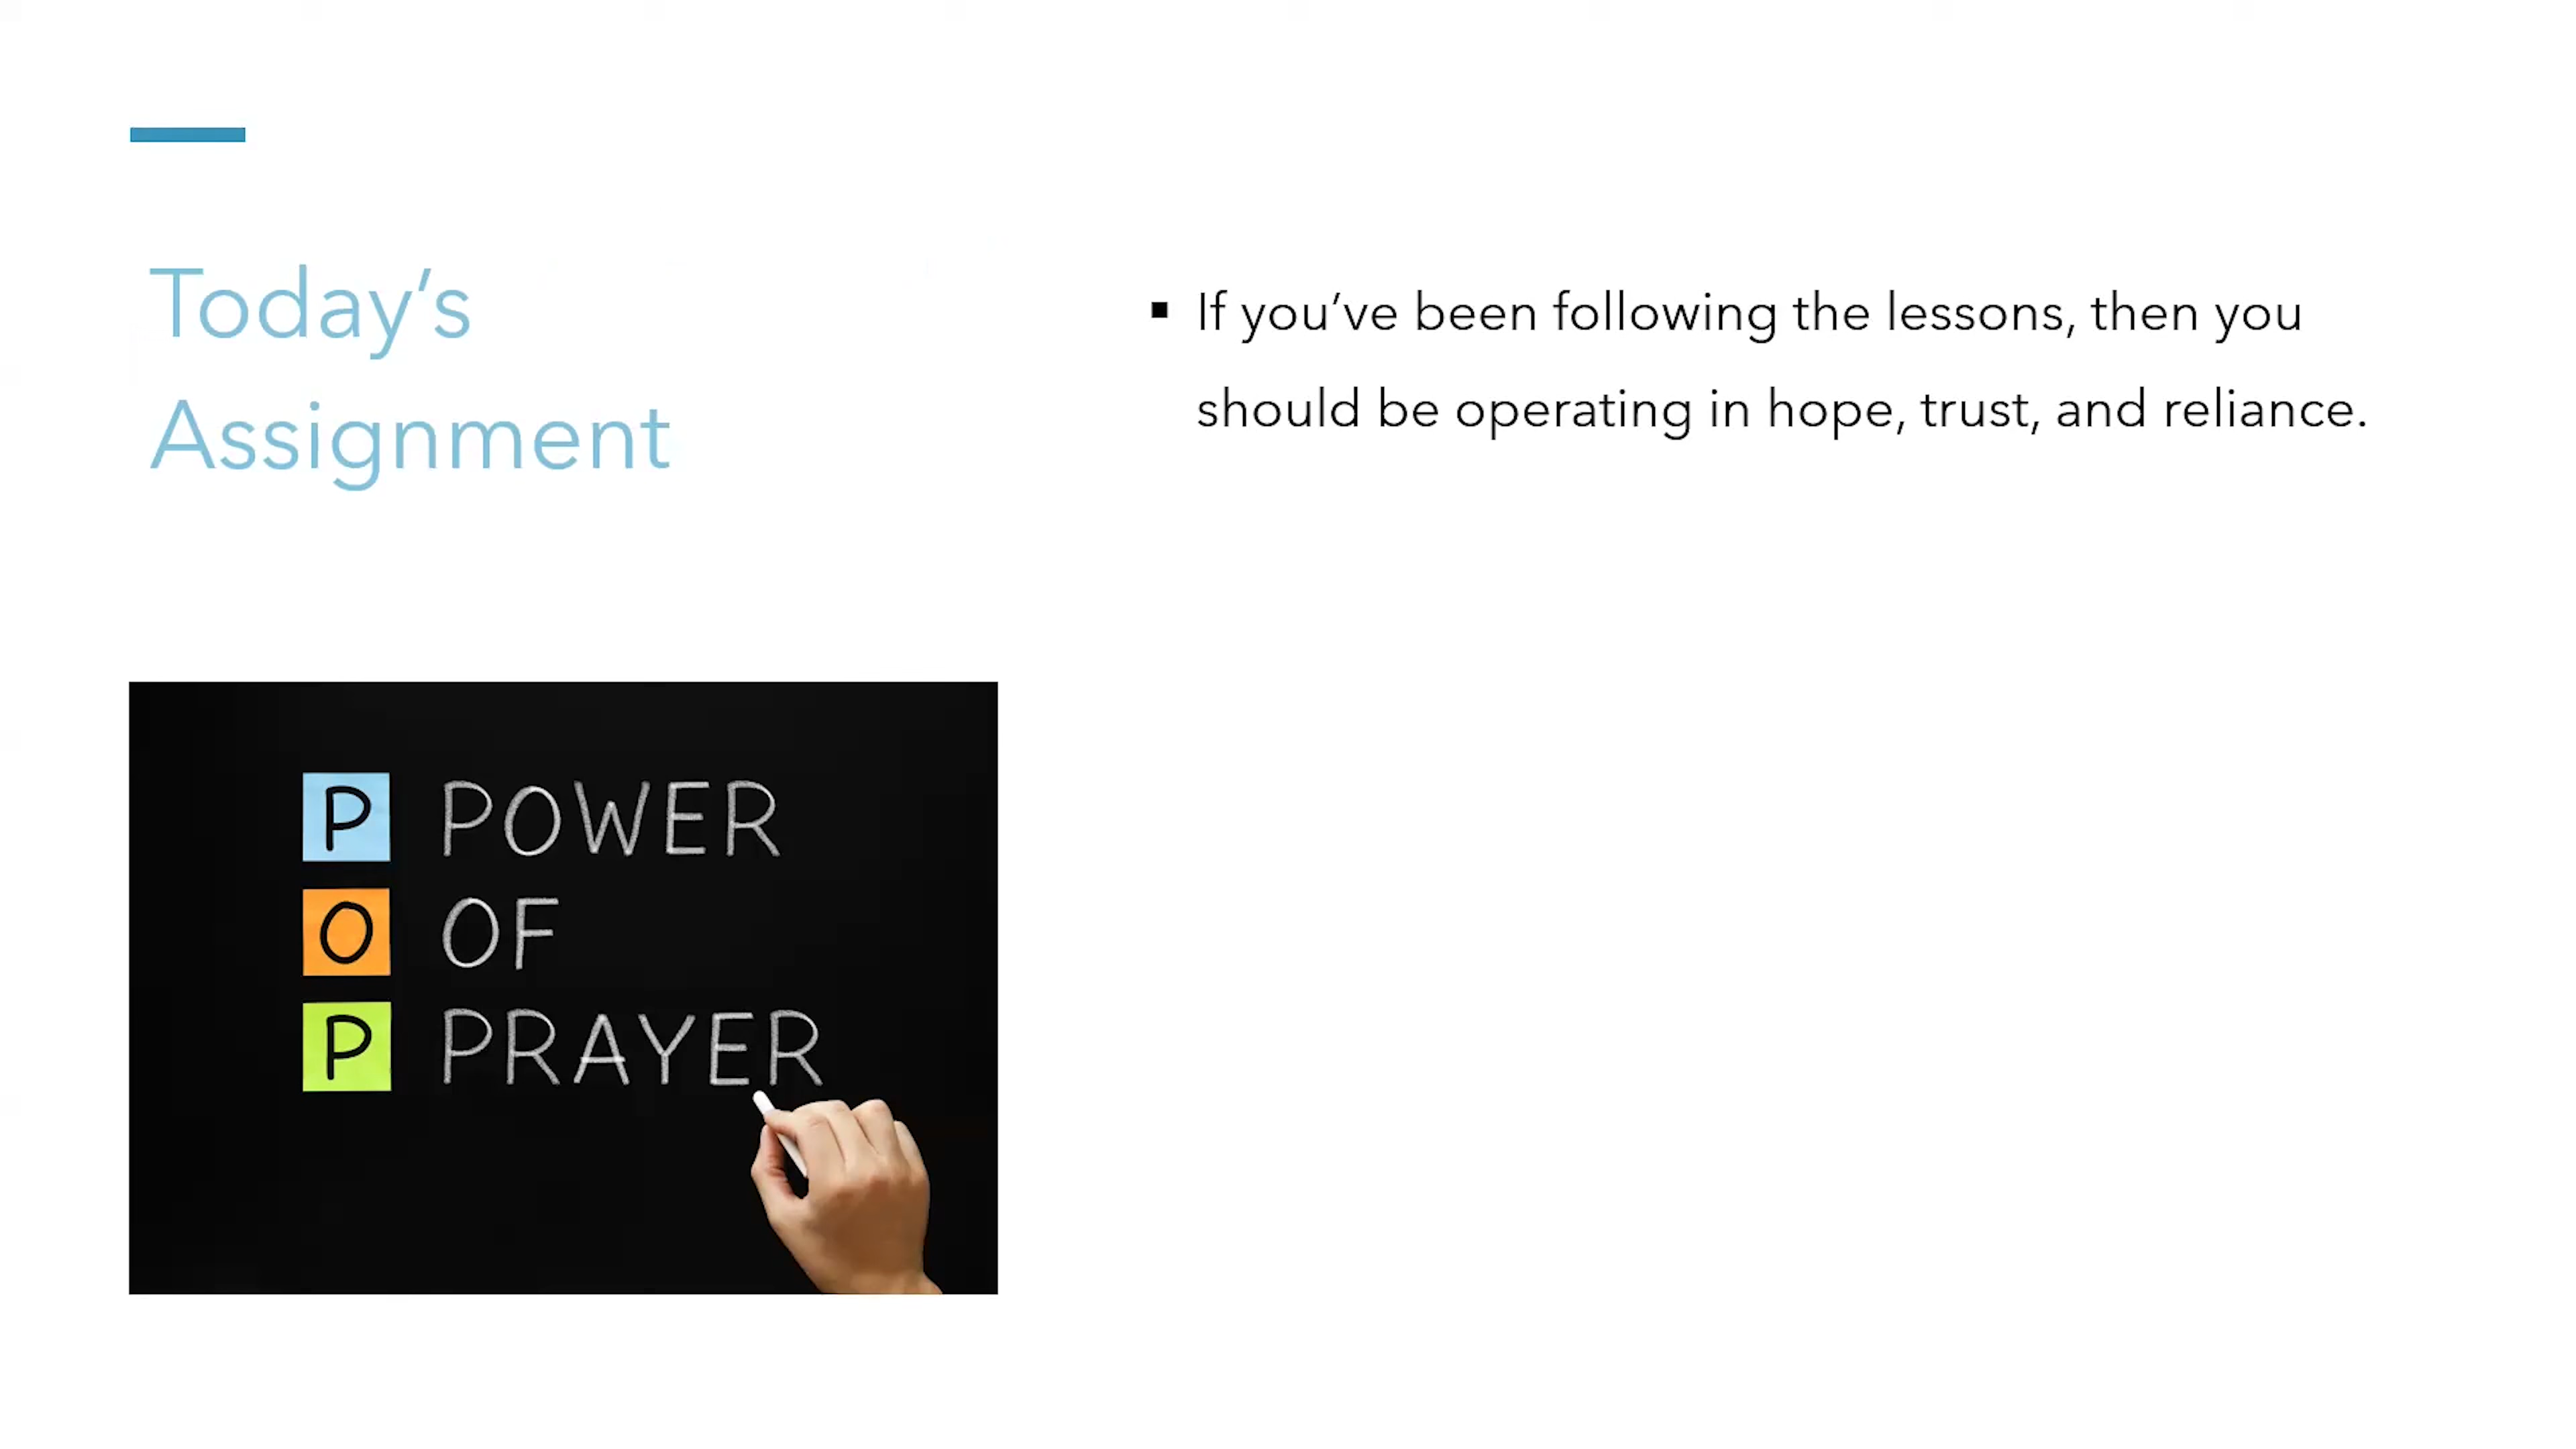 Today’s
Assignment
▪ If you’ve been following the lessons, then you
should be operating in hope, trust, and reliance.
P POWER
O OF
P PRAYER